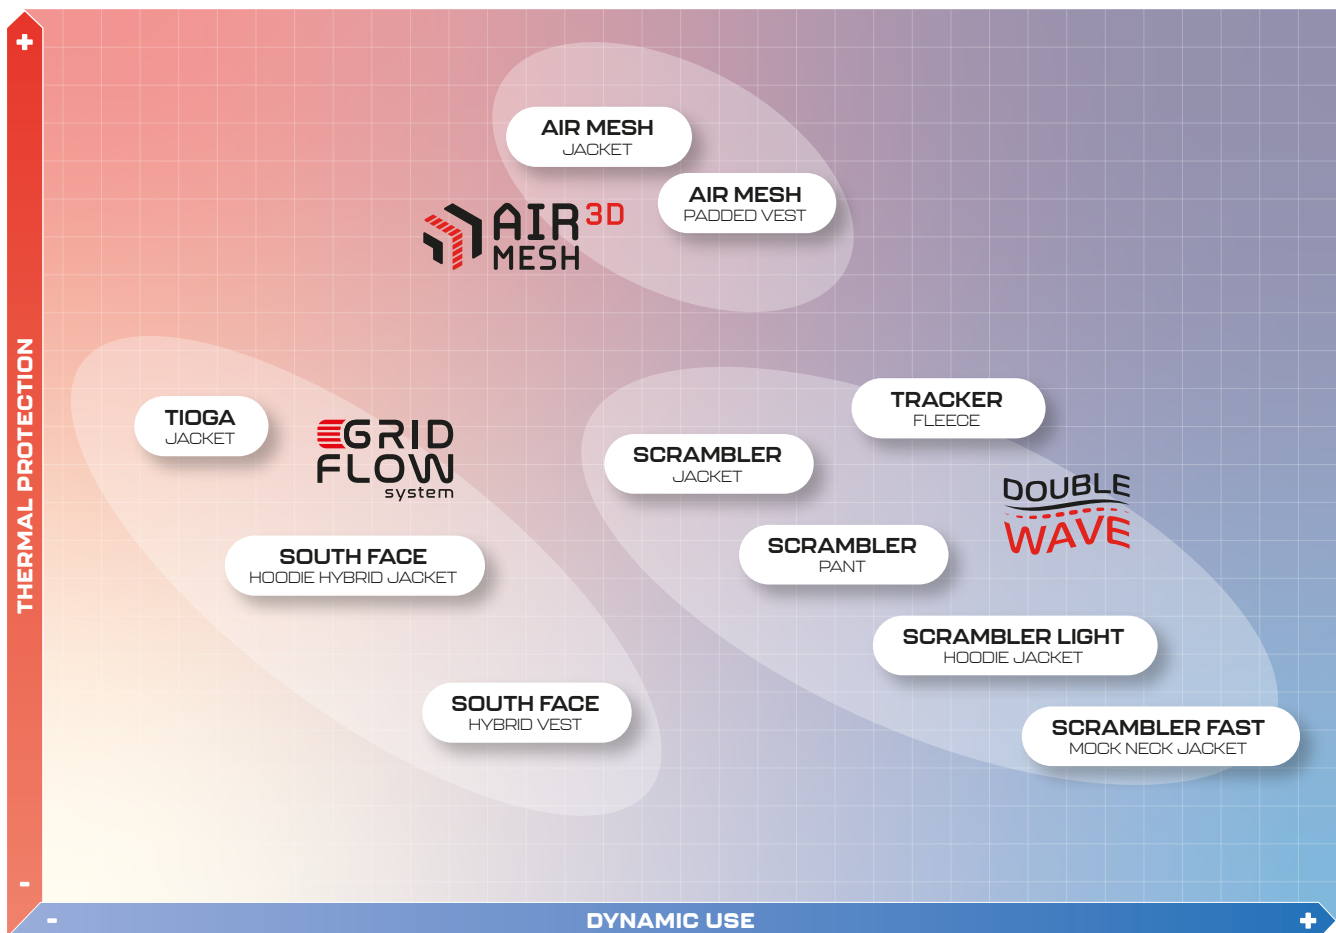 +
AIR MESH
JACKET
AIR MESH
PADDED VEST
AIR 3D
MESH
THERMAL PROTECTION
TIOGA
JACKET
GRID
FLOW
system
TRACKER
FLEECE
SCRAMBLER
JACKET
DOUBLE
WAVE
SOUTH FACE
HOODIE HYBRID JACKET
SCRAMBLER
PANT
SCRAMBLER LIGHT
HOODIE JACKET
SOUTH FACE
HYBRID VEST
SCRAMBLER FAST
MOCK NECK JACKET
-
-
DYNAMIC USE
+